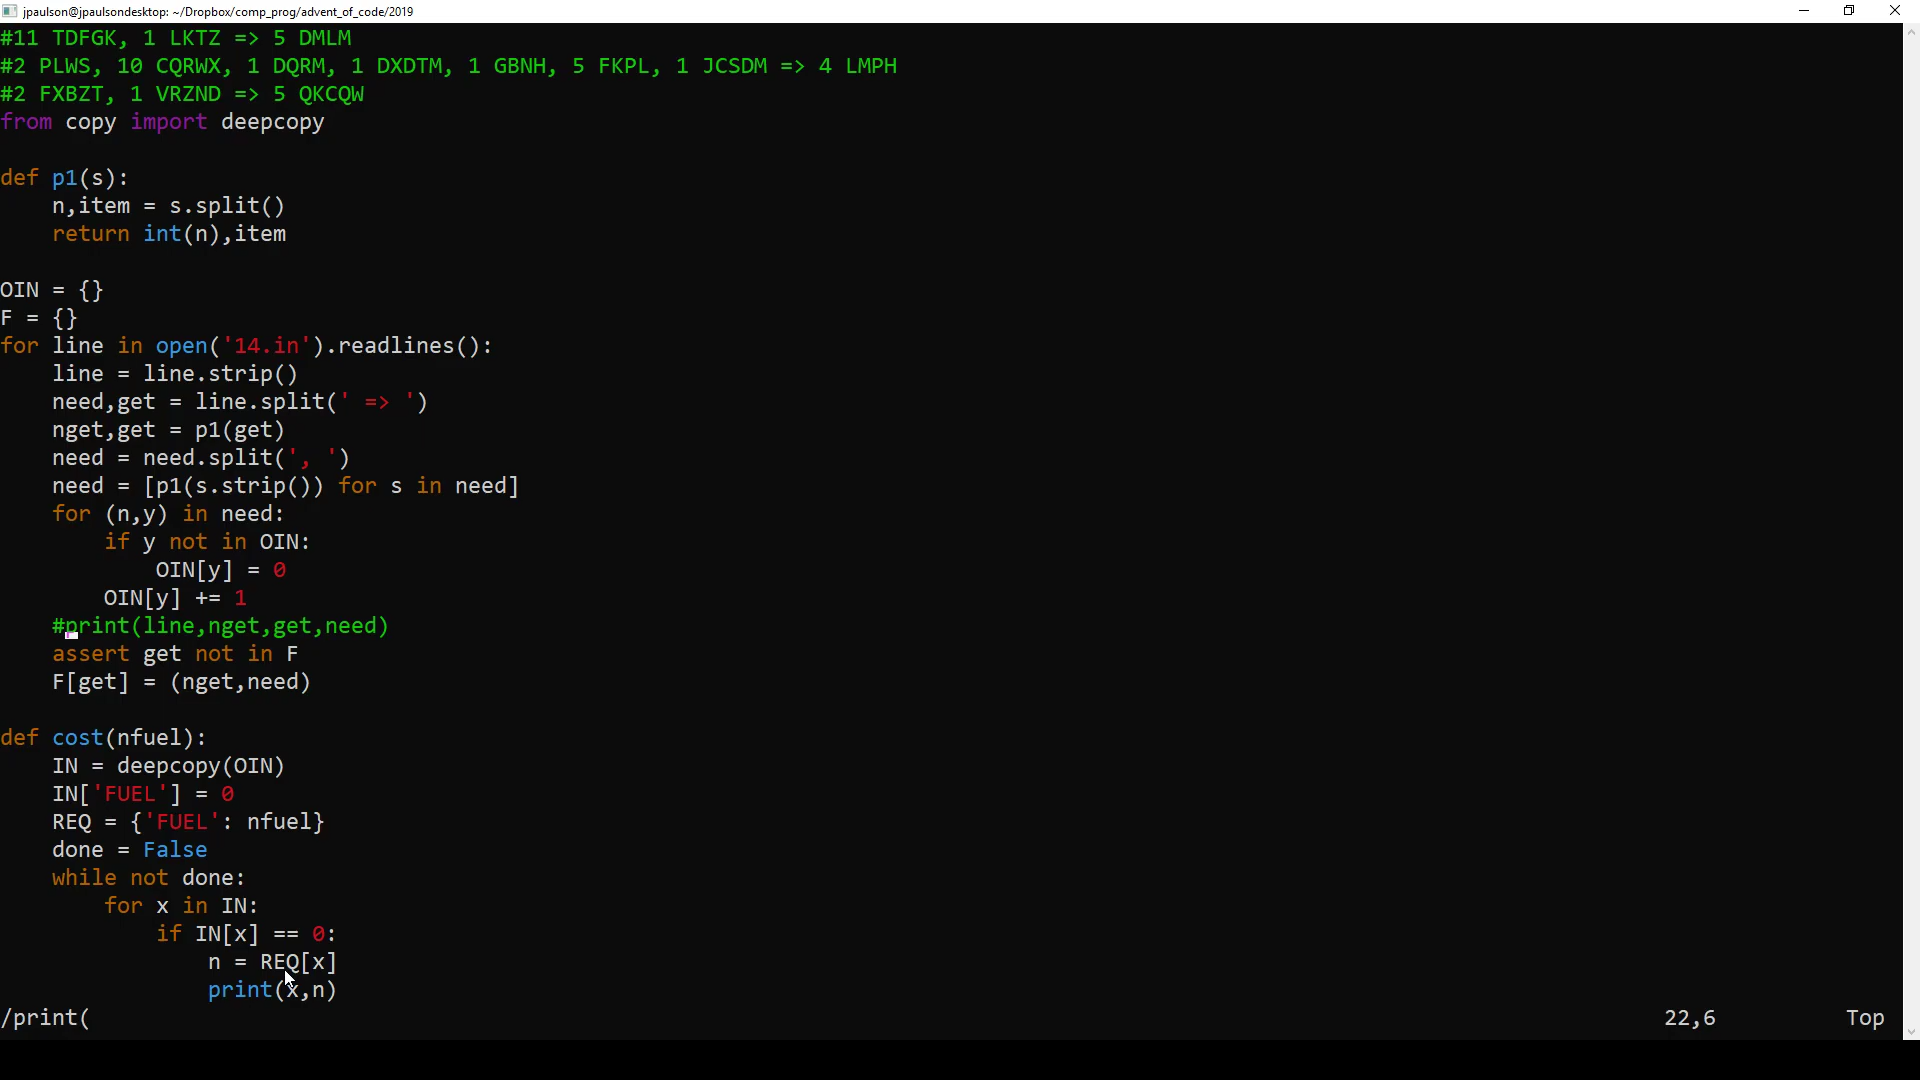 jpaulson@jpaulsondesktop: ~/Dropbox/comp_prog/advent_of_code/2019
#11 TDFGK, 1 LKTZ => 5 DMLM
#2 PLWS, 10 CQRWX, 1 DQRM, 1 DXDTM, 1 GBNH, 5 FKPL, 1 JCSDM => 4 LMPH
#2 FXBZT, 1 VRZND => 5 QKCQW
from copy import deepcopy

def p1(s):
    n,item = s.split()
    return int(n),item

OIN = {}
F = {}
for line in open('14.in').readlines():
    line = line.strip()
    need,get = line.split(' => ')
    nget,get = p1(get)
    need = need.split(', ')
    need = [p1(s.strip()) for s in need]
    for (n,y) in need:
        if y not in OIN:
            OIN[y] = 0
        OIN[y] += 1
    #print(line,nget,get,need)
    assert get not in F
    F[get] = (nget,need)

def cost(nfuel):
    IN = deepcopy(OIN)
    IN['FUEL'] = 0
    REQ = {'FUEL': nfuel}
    done = False
    while not done:
        for x in IN:
            if IN[x] == 0:
                n = REQ[x]
                print(x,n)
/print( 22,6 Top